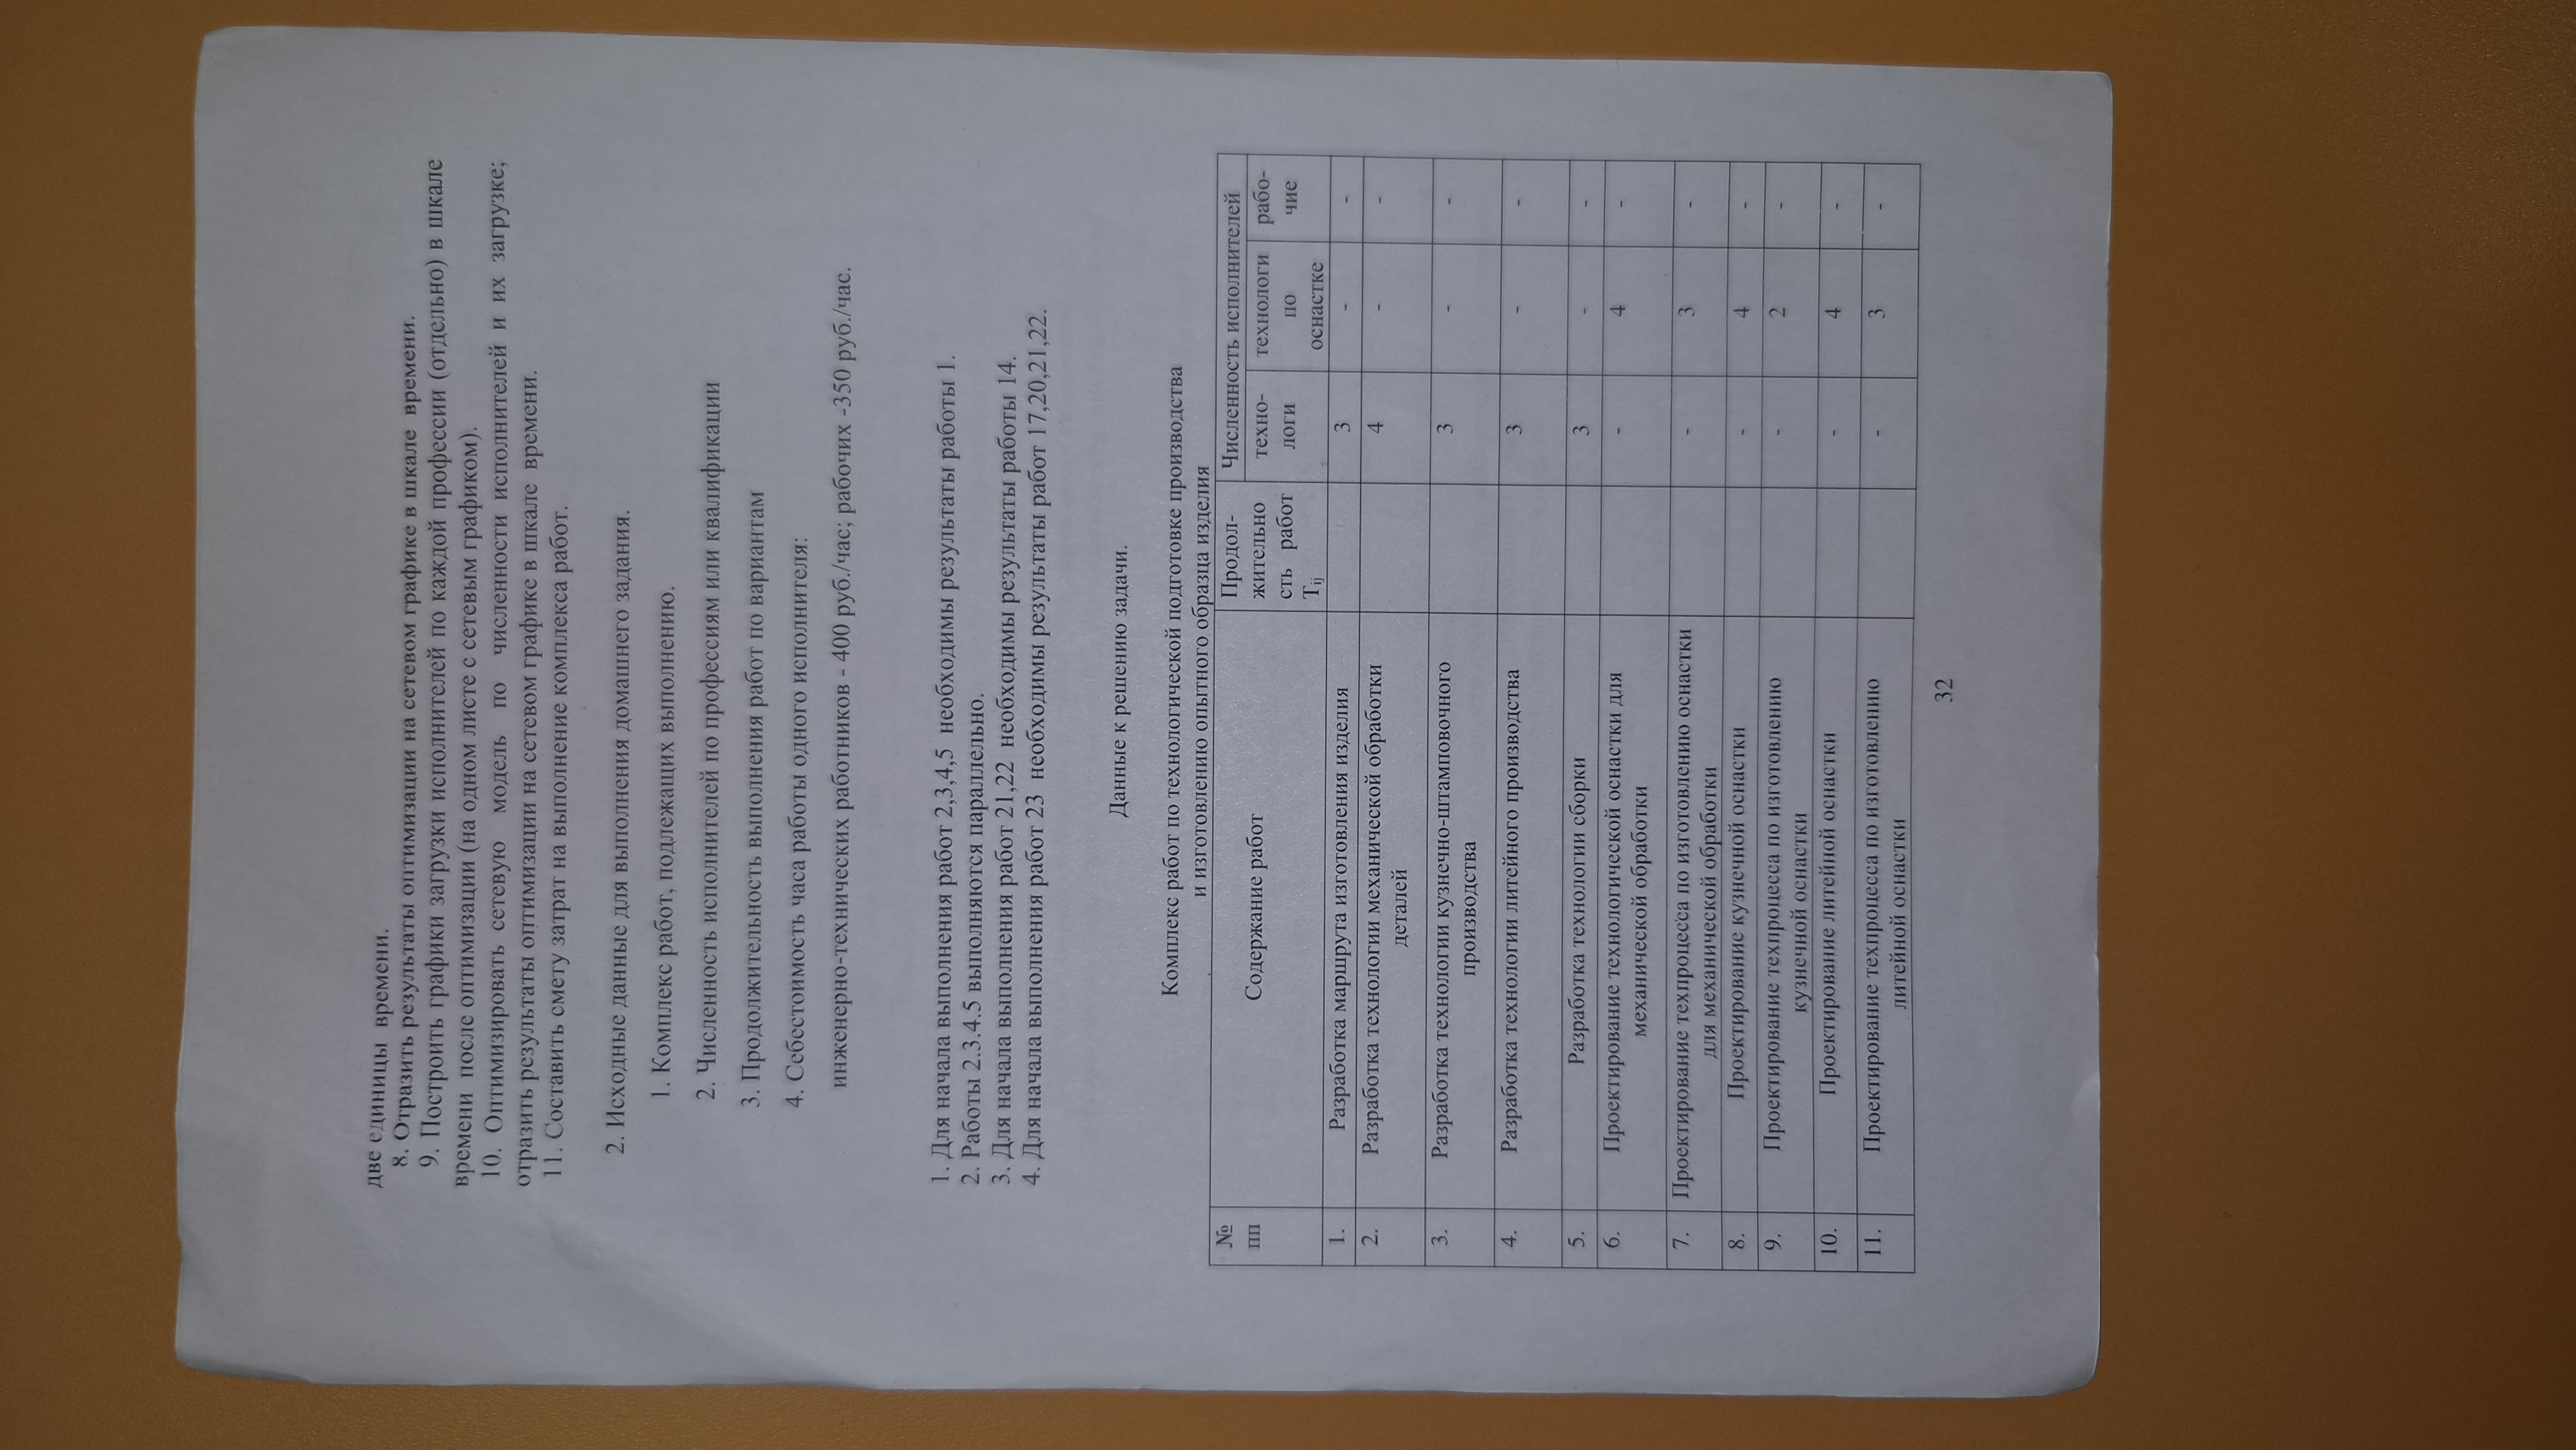 две единицы времени.
8. Отразить результаты оптимизации на сетевом графике в шкале времени.
9. Построить графики загрузки исполнителей по каждой профессии (отдельно) в шкале
времени после оптимизации (на одном листе с сетевым графиком).
10. Оптимизировать сетевую модель по численности исполнителей и их загрузке;
отразить результаты оптимизации на сетевом графике в шкале времени.
11. Составить смету затрат на выполнение комплекса работ.
2. Исходные данные для выполнения домашнего задания.
1. Комплекс работ, подлежащих выполнению.
2. Численность исполнителей по профессиям или квалификации
3. Продолжительность выполнения работ по вариантам
4. Себестоимость часа работы одного исполнителя:
инженерно-технических работников - 400 руб./час; рабочих -350 руб./час.
1. Для начала выполнения работ 2,3,4,5 необходимы результаты работы 1.
2. Работы 2.3.4.5 выполняются параллельно.
3. Для начала выполнения работ 21,22 необходимы результаты работы 14.
4. Для начала выполнения работ 23 необходимы результаты работ 17,20,21,22.
Данные к решению задачи.
Комплекс работ по технологической подготовке производства
и изготовлению опытного образца изделия
№
пп
Содержание работ
Продол-
жительно
сть работ
Tij
Численность исполнителей
техно-
логи
технологи
по
оснастке
рабо-
чие
1. Разработка маршрута изготовления изделия 3 - -
2. Разработка технологии механической обработки 4 - -
деталей
3. Разработка технологии кузнечно-штамповочного 3 - -
производства
4. Разработка технологии литейного производства 3 - -
5. Разработка технологии сборки 3 - -
6. Проектирование технологической оснастки для - 4 -
механической обработки
7. Проектирование техпроцесса по изготовлению оснастки - 3 -
для механической обработки
8. Проектирование кузнечной оснастки - 4 -
9. Проектирование техпроцесса по изготовлению - 2 -
кузнечной оснастки
10. Проектирование литейной оснастки - 4 -
11. Проектирование техпроцесса по изготовлению - 3 -
литейной оснастки
32